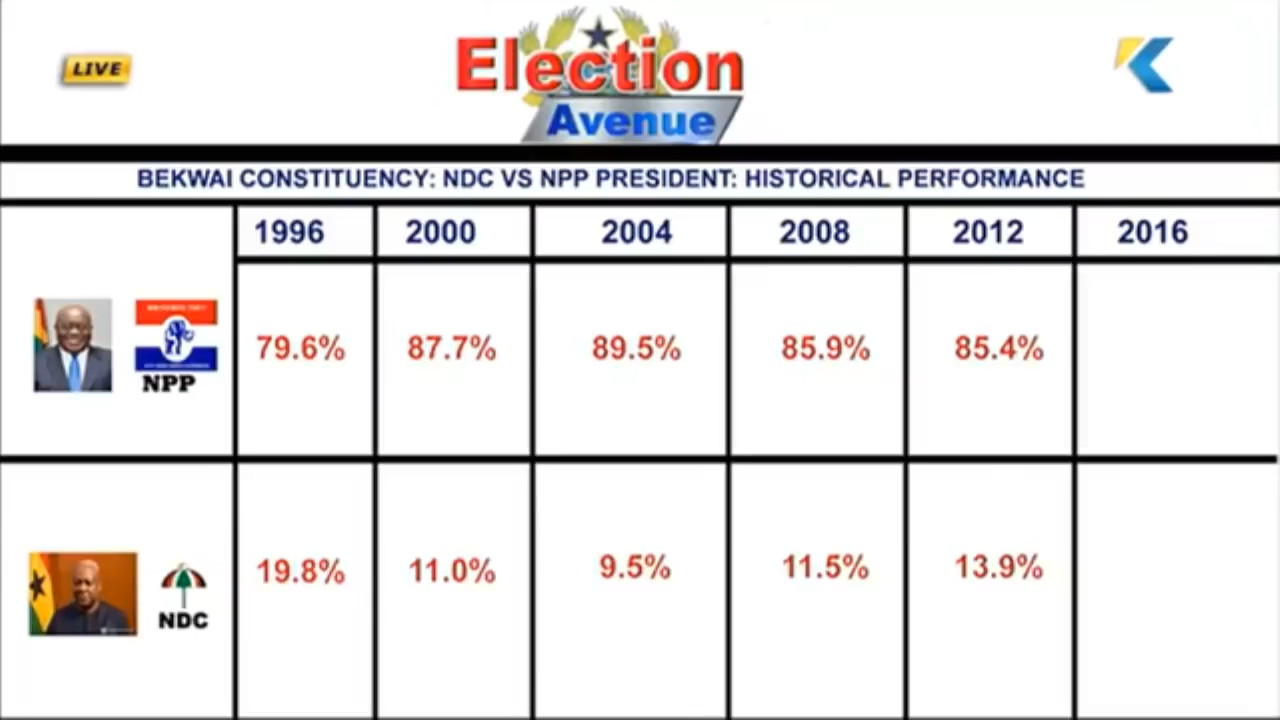 LIVE
Election
Avenue
BEKWAI CONSTITUENCY: NDC VS NPP PRESIDENT: HISTORICAL PERFORMANCE
1996 2000 2004 2008 2012 2016
NPP 79.6% 87.7% 89.5% 85.9% 85.4%
NDC 19.8% 11.0% 9.5% 11.5% 13.9%